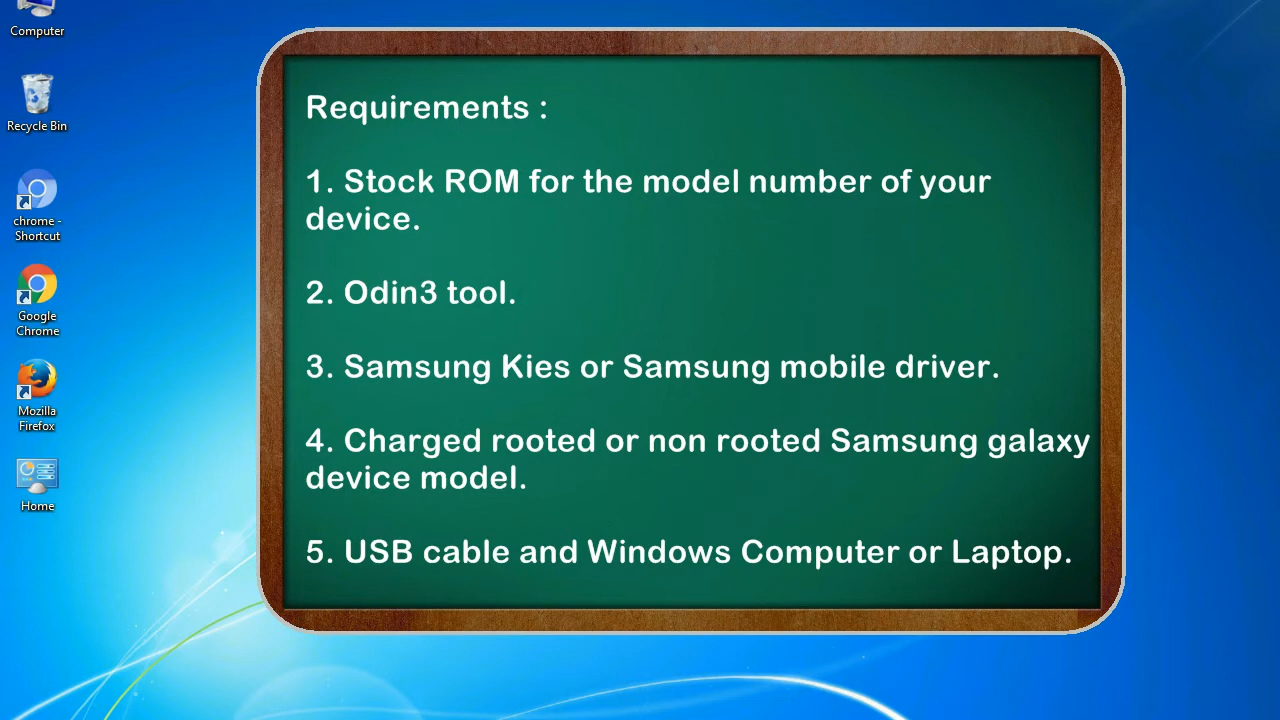 Computer
Recycle Bin
chrome -
Shortcut
Google
Chrome
Mozilla
Firefox
Home
Requirements :
1. Stock ROM for the model number of your
device.
2. Odin3 tool.
3. Samsung Kies or Samsung mobile driver.
4. Charged rooted or non rooted Samsung galaxy
device model.
5. USB cable and Windows Computer or Laptop.